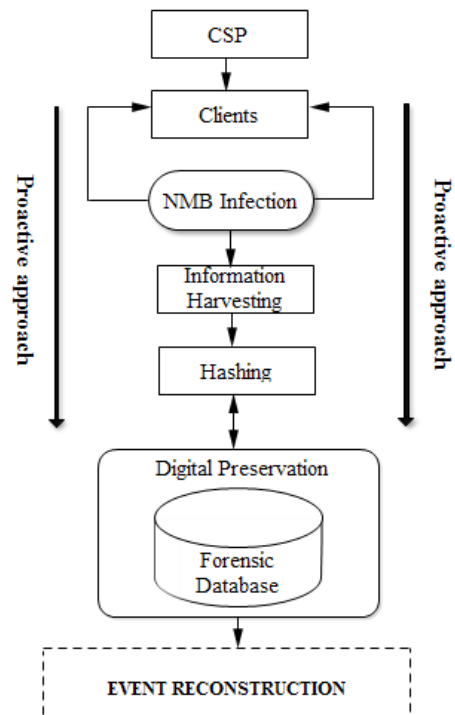 CSP
Clients
Proactive approach
Proactive approach
NMB Infection
Information
Harvesting
Hashing
Digital Preservation
Forensic
Database
EVENT RECONSTRUCTION